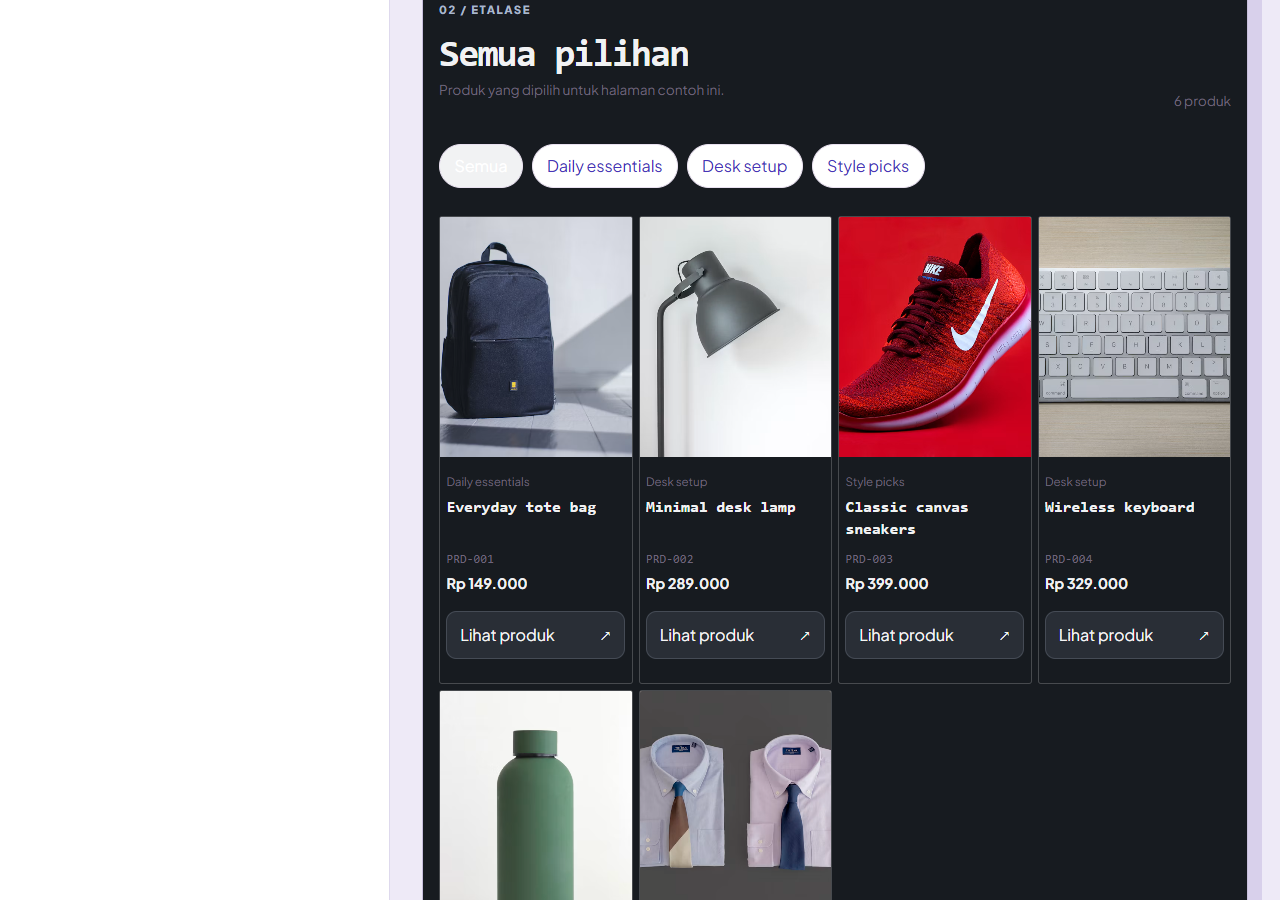 02 / ETALASE
Semua pilihan
Produk yang dipilih untuk halaman contoh ini.
6 produk
Semua
Daily essentials
Desk setup
Style picks
NIKE
Daily essentials
Everyday tote bag
PRD-001
Rp 149.000
Lihat produk ↗
Desk setup
Minimal desk lamp
PRD-002
Rp 289.000
Lihat produk ↗
Style picks
Classic canvas
sneakers
PRD-003
Rp 399.000
Lihat produk ↗
Desk setup
Wireless keyboard
PRD-004
Rp 329.000
Lihat produk ↗